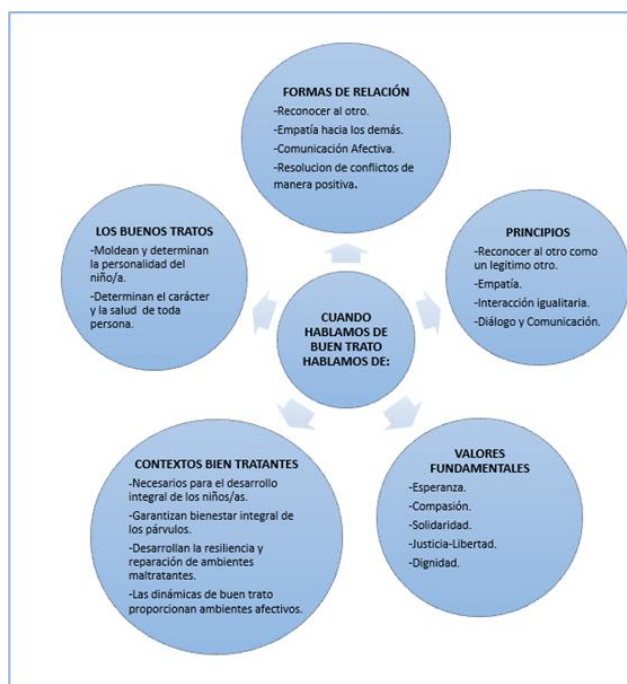 FORMAS DE RELACIÓN
-Reconocer al otro.
-Empatía hacia los demás.
-Comunicación Afectiva.
-Resolucion de conflictos de
manera positiva.
LOS BUENOS TRATOS
-Moldean y determinan
la personalidad del
niño/a.
-Determinan el carácter
y la salud de toda
persona.
PRINCIPIOS
-Reconocer al otro como
un legitimo otro.
-Empatía.
-Interacción igualitaria.
-Diálogo y Comunicación.
CUANDO
HABLAMOS DE
BUEN TRATO
HABLAMOS DE:
CONTEXTOS BIEN TRATANTES
-Necesarios para el desarrollo
integral de los niños/as.
-Garantizan bienestar integral de
los párvulos.
-Desarrollan la resiliencia y
reparación de ambientes
maltratantes.
-Las dinámicas de buen trato
proporcionan ambientes afectivos.
VALORES
FUNDAMENTALES
-Esperanza.
-Compasión.
-Solidaridad.
-Justicia-Libertad.
-Dignidad.